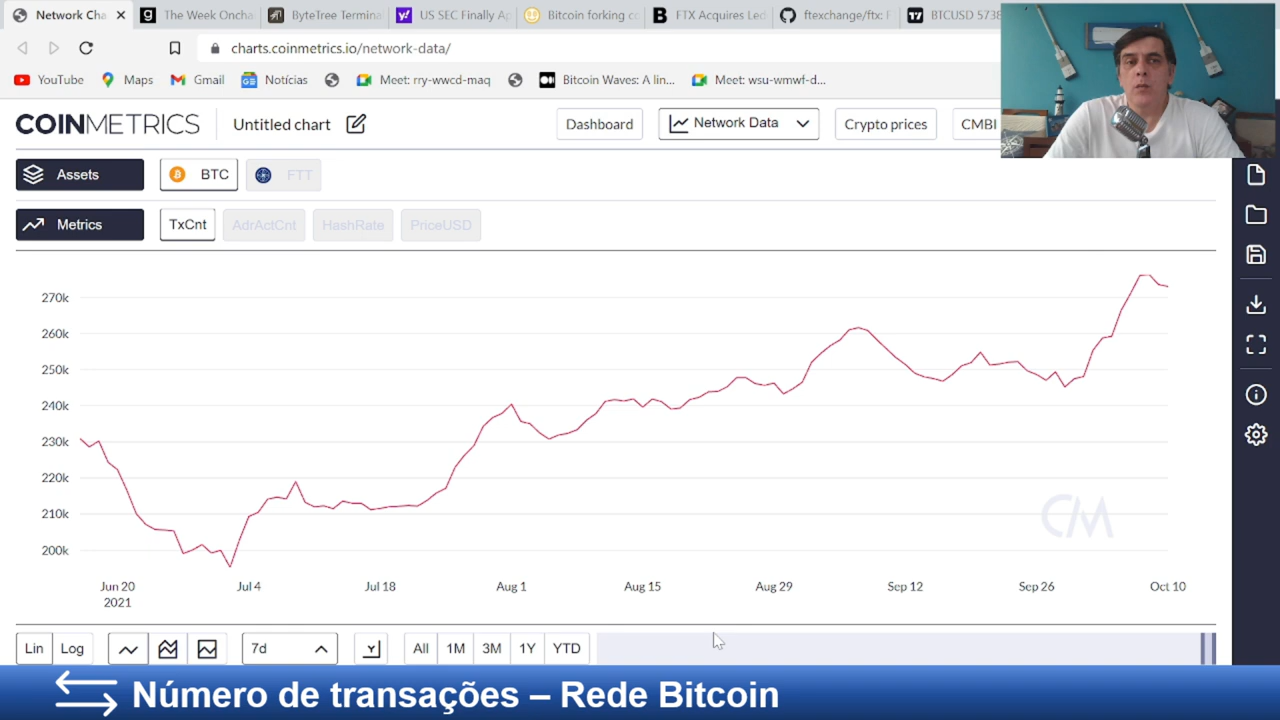 Network Cha
The Week Oncha
ByteTree Termina
US SEC Finally Ap
Bitcoin forking co
FTX Acquires Led
ftexchange/ftx: F
BTCUSD 5738
charts.coinmetrics.io/network-data/
YouTube
Maps
Gmail
Notícias
Meet: rry-wwcd-maq
Bitcoin Waves: A lin...
Meet: wsu-wmwf-d...
COINMETRICS
Untitled chart
Dashboard
Network Data
Crypto prices
CMBI
Assets
BTC
FTT
Metrics
TxCnt
AdrActCnt
HashRate
PriceUSD
270k
260k
250k
240k
230k
220k
210k
200k
CM
Jun 20 Jul 4 Jul 18 Aug 1 Aug 15 Aug 29 Sep 12 Sep 26 Oct 10
2021
Lin Log 7d All 1M 3M 1Y YTD
Número de transações – Rede Bitcoin